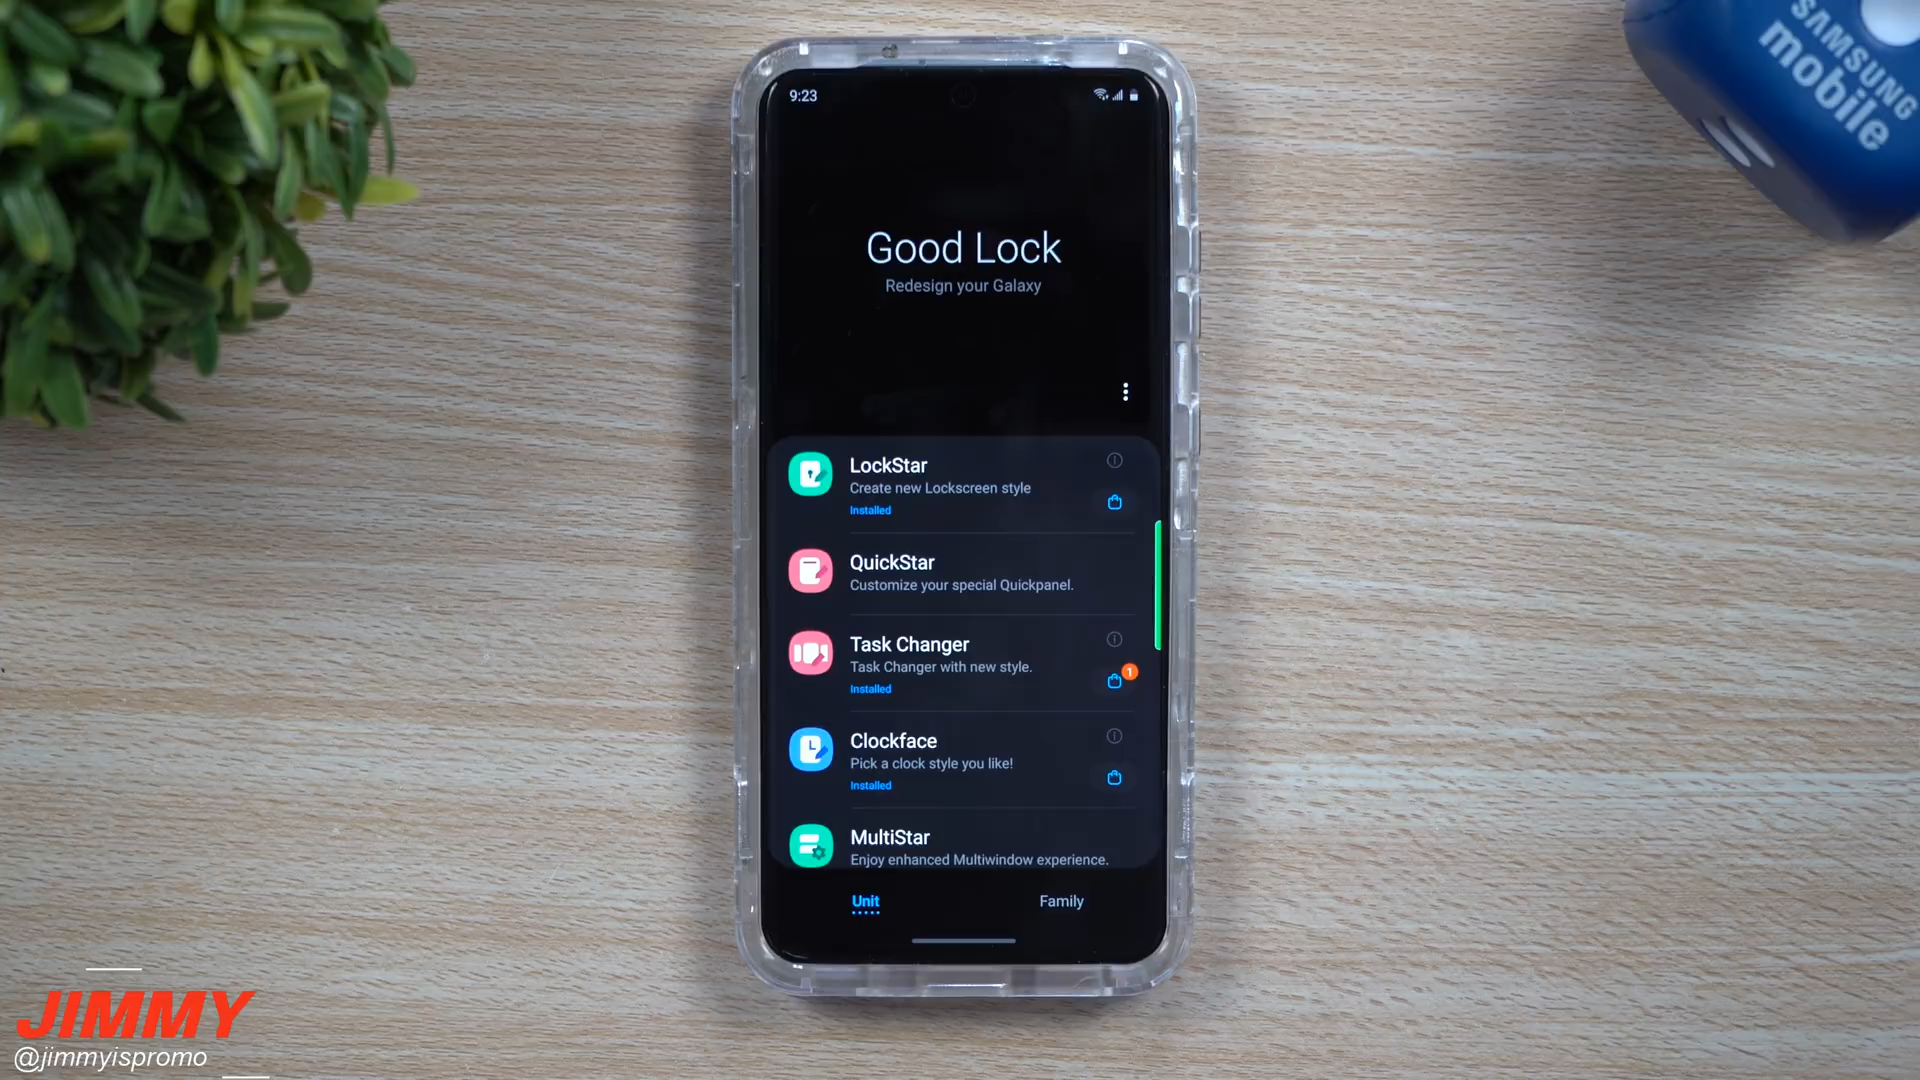 SAMSUNG
mobile
9:23
Good Lock
Redesign your Galaxy
LockStar
Create new Lockscreen style
Installed
QuickStar
Customize your special Quickpanel.
Task Changer
Task Changer with new style.
Installed
1
Clockface
Pick a clock style you like!
Installed
MultiStar
Enjoy enhanced Multiwindow experience.
Unit
Family
JIMMY
@jimmyispromo